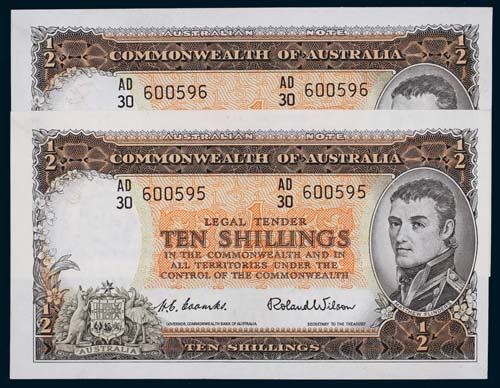 AUSTRALIAN NOTE
1/2 COMMONWEALTH OF AUSTRALIA 1/2
AD 30 600596 AD 30 600596
AUSTRALIAN NOTE
1/2 COMMONWEALTH OF AUSTRALIA 1/2
AD 30 600595 AD 30 600595
LEGAL TENDER
TEN SHILLINGS
IN THE COMMONWEALTH AND IN
ALL TERRITORIES UNDER THE
CONTROL OF THE COMMONWEALTH
MATTHEW FLINDERS
H.C. Coombs Roland Wilson
GOVERNOR, COMMONWEALTH BANK OF AUSTRALIA SECRETARY TO THE TREASURY
1/2 AUSTRALIA 1/2
TEN SHILLINGS